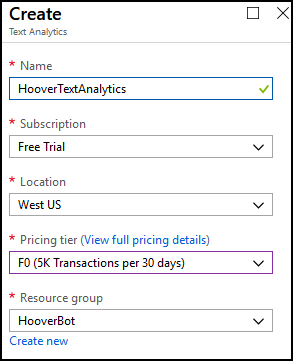 Create
Text Analytics
* Name
HooverTextAnalytics
* Subscription
Free Trial
* Location
West US
* Pricing tier (View full pricing details)
F0 (5K Transactions per 30 days)
* Resource group
HooverBot
Create new